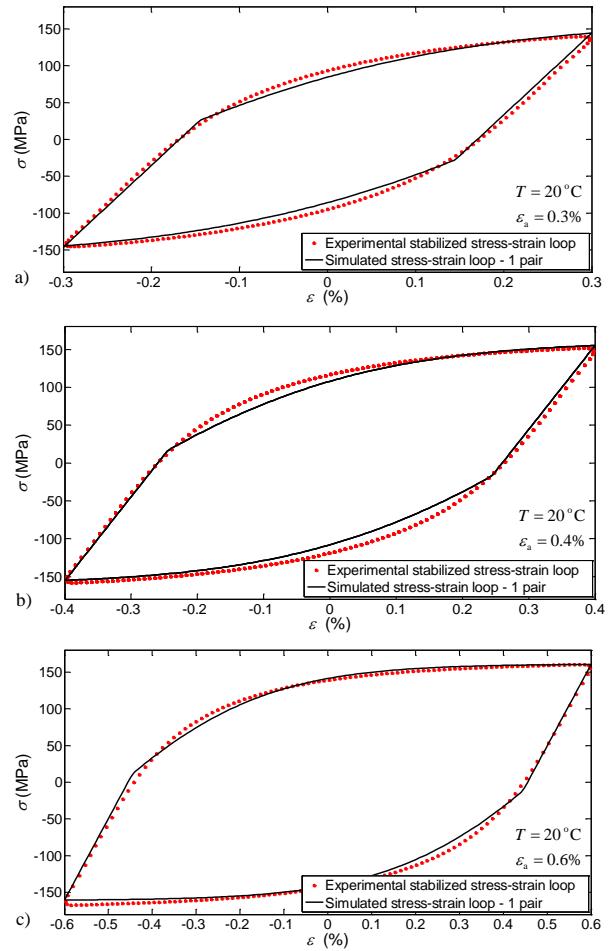 150
100
50
0
-50
-100
-150
σ (MPa)
T = 20 °C
εa = 0.3%
Experimental stabilized stress-strain loop
Simulated stress-strain loop - 1 pair
a)
-0.3 -0.2 -0.1 0 0.1 0.2 0.3
ε (%)
150
100
50
0
-50
-100
-150
σ (MPa)
T = 20 °C
εa = 0.4%
Experimental stabilized stress-strain loop
Simulated stress-strain loop - 1 pair
b)
-0.4 -0.3 -0.2 -0.1 0 0.1 0.2 0.3 0.4
ε (%)
150
100
50
0
-50
-100
-150
σ (MPa)
T = 20 °C
εa = 0.6%
Experimental stabilized stress-strain loop
Simulated stress-strain loop - 1 pair
c)
-0.6 -0.5 -0.4 -0.3 -0.2 -0.1 0 0.1 0.2 0.3 0.4 0.5 0.6
ε (%)